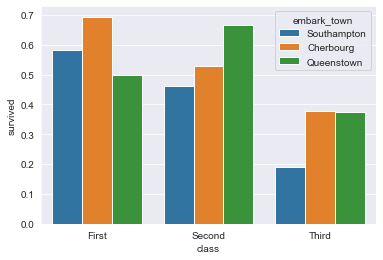 0.7
0.6
0.5
0.4
0.3
0.2
0.1
0.0
survived
First
Second
Third
class
embark_town
Southampton
Cherbourg
Queenstown